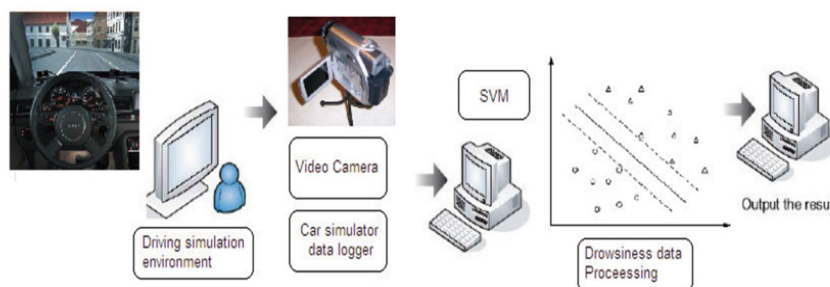 Driving simulation
environment
Video Camera
Car simulator
data logger
SVM
Drowsiness data
Proceessing
Output the resu